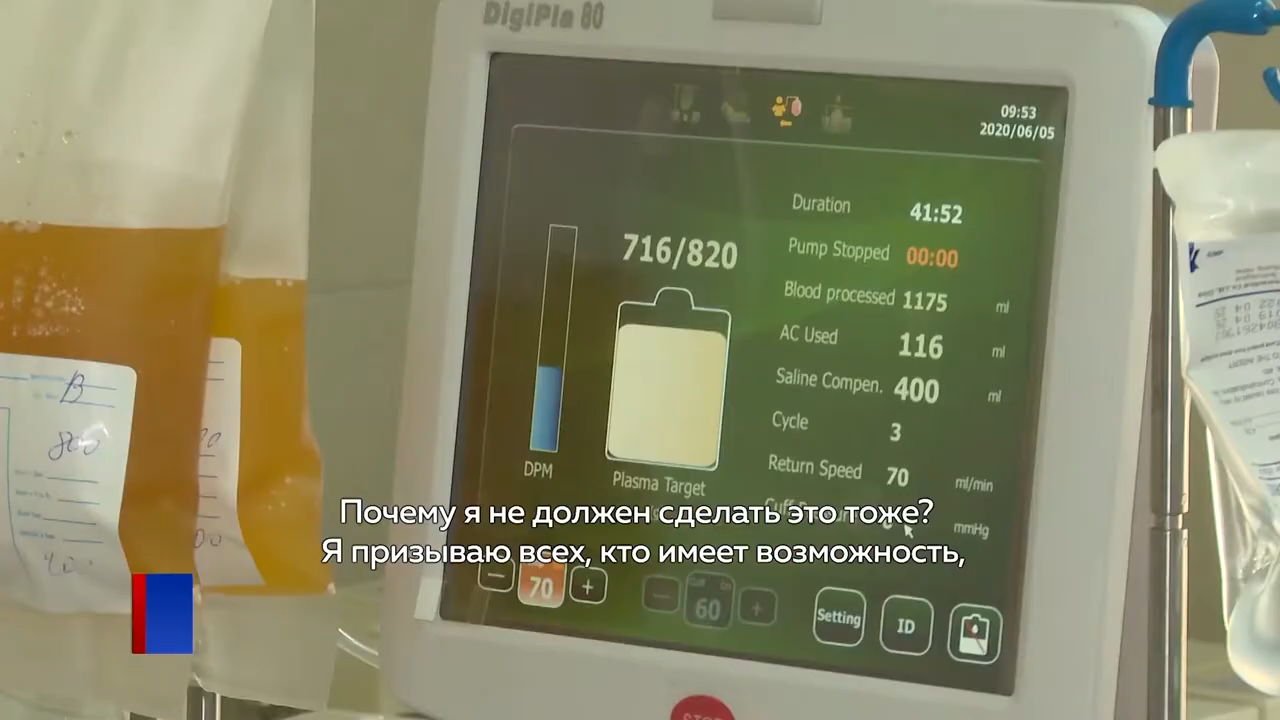 DigiPla 80
09:53
2020/06/05
Duration 41:52
716/820
Pump Stopped 00:00
Blood processed 1175 ml
AC Used 116 ml
Saline Compen. 400 ml
Cycle 3
DPM
Plasma Target
Return Speed 70 ml/min
mmHg
Почему я не должен сделать это тоже?
Я призываю всех, кто имеет возможность,
70
60
Setting
ID
B
800